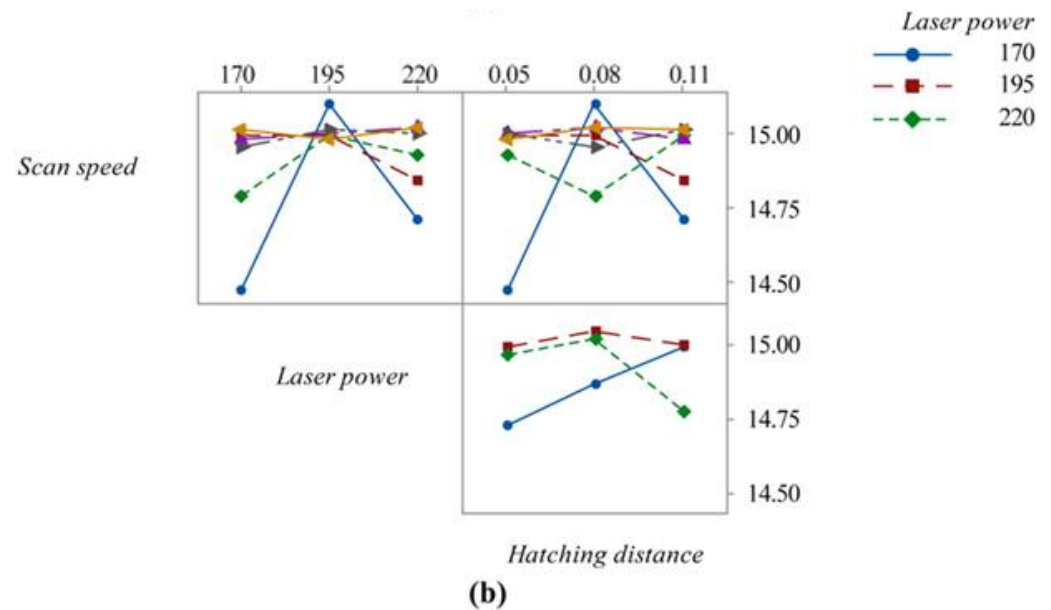 Laser power
170
195
220
170 195 220 0.05 0.08 0.11
Scan speed
15.00
14.75
14.50
Laser power
15.00
14.75
14.50
Hatching distance
(b)